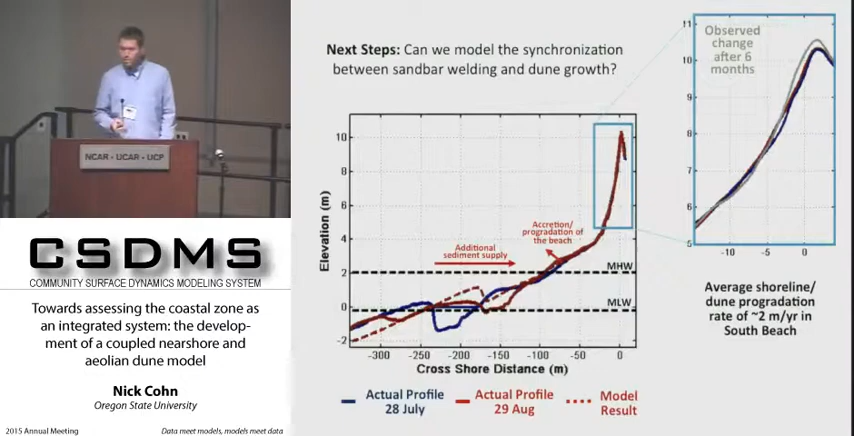 NCAR - UCAR - UCP
CSDMS
COMMUNITY SURFACE DYNAMICS MODELING SYSTEM
Towards assessing the coastal zone as
an integrated system: the develop-
ment of a coupled nearshore and
aeolian dune model
Nick Cohn
Oregon State University
2015 Annual Meeting
Data meet models, models meet data
Next Steps: Can we model the synchronization
between sandbar welding and dune growth?
Elevation (m)
10
8
6
4
2
0
-2
Additional
sediment supply
Accretion/
progradation of
the beach
MHW
MLW
-300
-250
-200
-150
-100
-50
0
Cross Shore Distance (m)
Actual Profile
28 July
Actual Profile
29 Aug
Model
Result
Observed
change
after 6
months
11
10
9
8
7
6
5
-10
-5
0
Average shoreline/
dune progradation
rate of ~2 m/yr in
South Beach